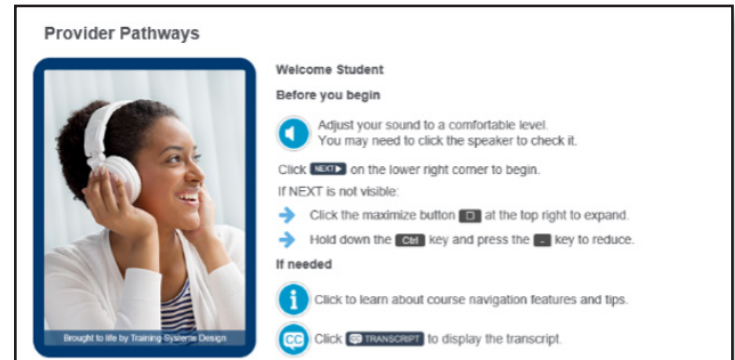 Provider Pathways
Welcome Student
Before you begin
Adjust your sound to a comfortable level.
You may need to click the speaker to check it.
Click NEXT on the lower right corner to begin.
If NEXT is not visible:
Click the maximize button at the top right to expand.
Hold down the Ctrl key and press the - key to reduce.
If needed
i Click to learn about course navigation features and tips.
CC Click CC TRANSCRIPT to display the transcript.
Brought to life by Training Systems Design